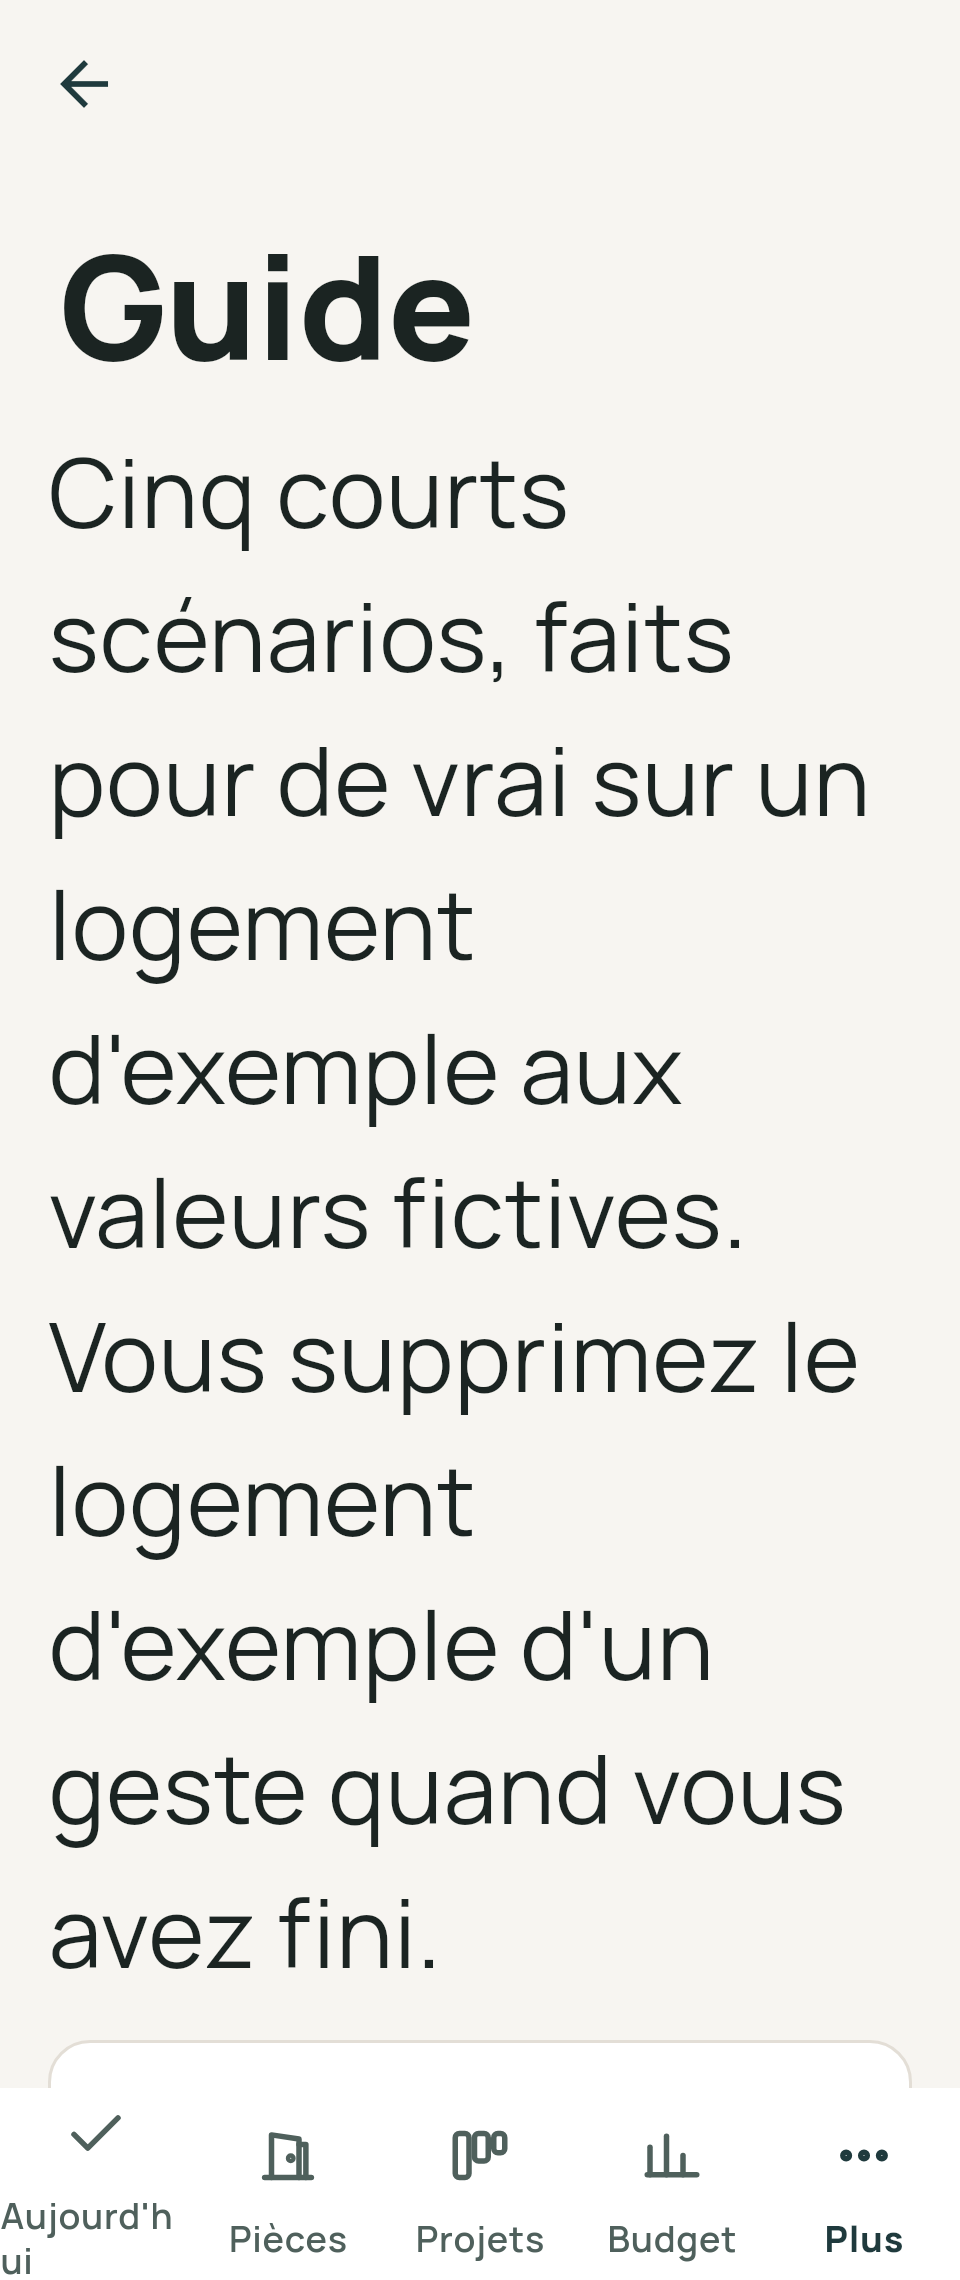 Guide
Cinq courts
scénarios, faits
pour de vrai sur un
logement
d'exemple aux
valeurs fictives.
Vous supprimez le
logement
d'exemple d'un
geste quand vous
avez fini.
Aujourd'h
ui
Pièces
Projets
Budget
Plus